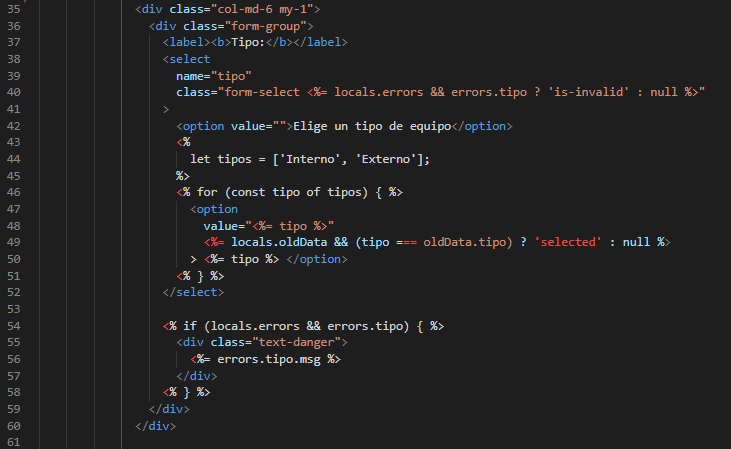 35 <div class="col-md-6 my-1">
36 <div class="form-group">
37 <label><b>Tipo:</b></label>
38 <select
39 name="tipo"
40 class="form-select <%= locals.errors && errors.tipo ? 'is-invalid' : null %>"
41 >
42 <option value="">Elige un tipo de equipo</option>
43 <%
44 let tipos = ['Interno', 'Externo'];
45 %>
46 <% for (const tipo of tipos) { %>
47 <option
48 value="<%= tipo %>"
49 <%= locals.oldData && (tipo === oldData.tipo) ? 'selected' : null %>
50 > <%= tipo %> </option>
51 <% } %>
52 </select>
53
54 <% if (locals.errors && errors.tipo) { %>
55 <div class="text-danger">
56 <%= errors.tipo.msg %>
57 </div>
58 <% } %>
59 </div>
60 </div>
61